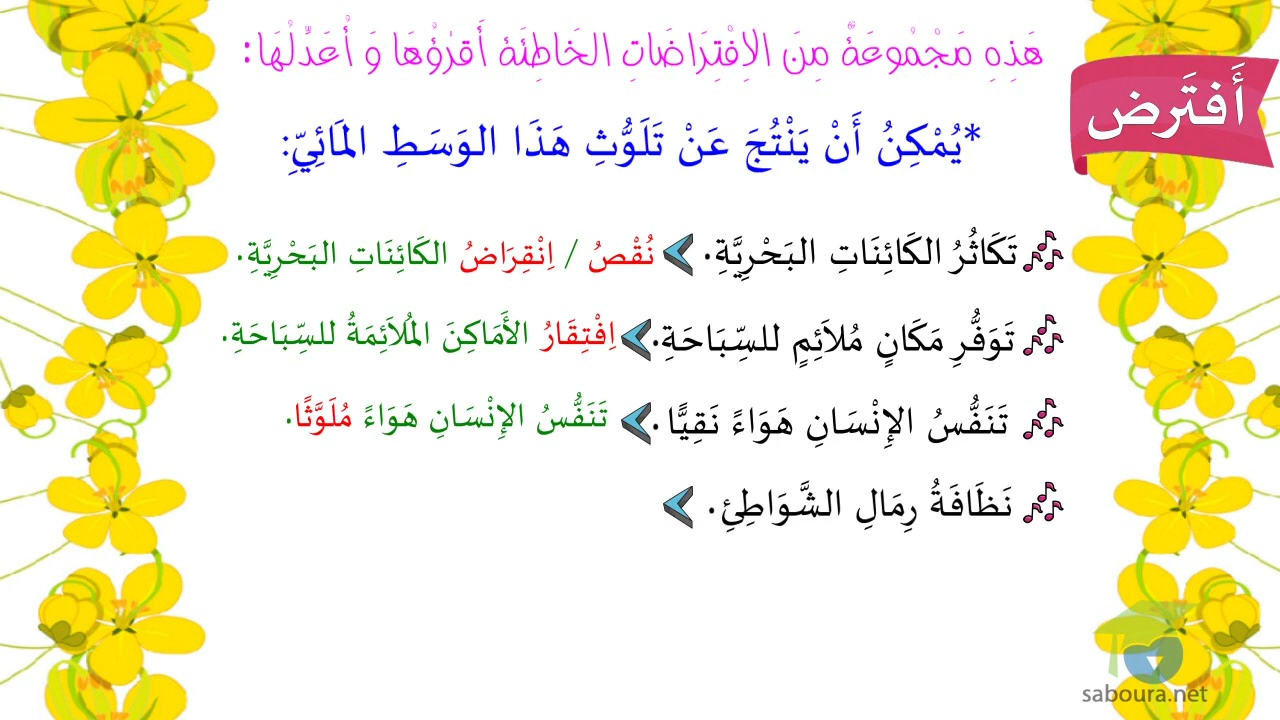 هَذِهِ مَجْمُوعَةٌ مِنَ الاِفْتِرَاضَاتِ الخَاطِئَةِ أَقْرَؤُهَا وَ أُعَدِّلُهَا:
أَفتَرض
*يُمْكِنُ أَنْ يَنْتُجَ عَنْ تَلَوُّثِ هَذَا الوَسَطِ المَائِيِّ:
تَكَاثُرُ الكَائِنَاتِ البَحْرِيَّةِ. نُقْصُ / اِنْقِرَاضُ الكَائِنَاتِ البَحْرِيَّةِ.
تَوَفُّرِ مَكَانٍ مُلاَئِمٍ للسِّبَاحَةِ. اِفْتِقَارُ الأَمَاكِنَ المُلاَئِمَةُ للسِّبَاحَةِ.
تَنَفُّسُ الإِنْسَانِ هَوَاءً نَقِيًّا. تَنَفُّسُ الإِنْسَانِ هَوَاءً مُلَوَّثًا.
نَظَافَةُ رِمَالِ الشَّوَاطِئِ.
saboura.net